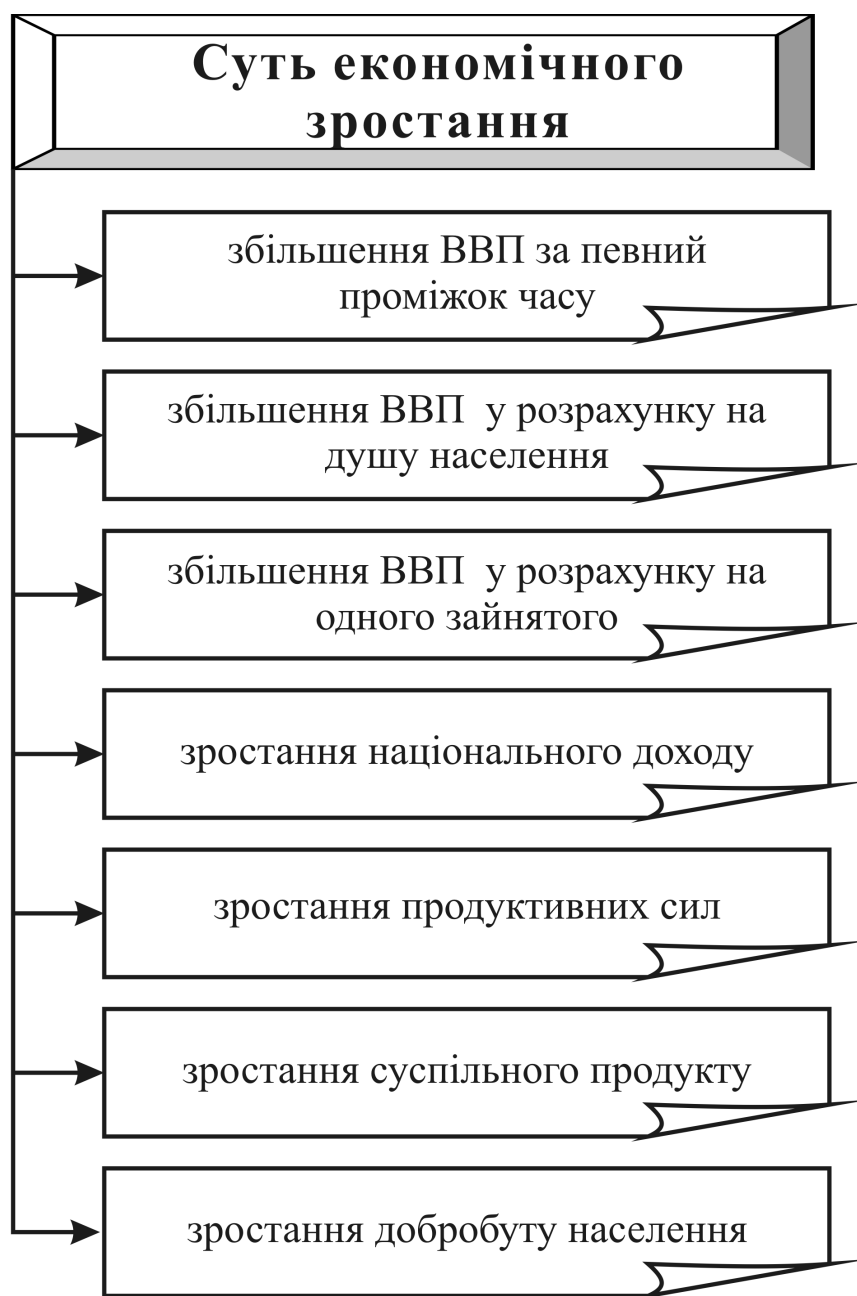 Суть економічного
зростання
збільшення ВВП за певний
проміжок часу
збільшення ВВП у розрахунку на
душу населення
збільшення ВВП у розрахунку на
одного зайнятого
зростання національного доходу
зростання продуктивних сил
зростання суспільного продукту
зростання добробуту населення